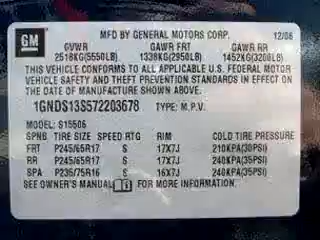 GM
MFD BY GENERAL MOTORS CORP. 12/06
GVWR GAWR FRT GAWR RR
2518KG(5550LB) 1338KG(2950LB) 1452KG(3200LB)
THIS VEHICLE CONFORMS TO ALL APPLICABLE U.S. FEDERAL MOTOR
VEHICLE SAFETY AND THEFT PREVENTION STANDARDS IN EFFECT ON
THE DATE OF MANUFACTURE SHOWN ABOVE.
1GNDS13S572203678 TYPE: M.P.V.
MODEL: S15506
SPNS TIRE SIZE SPEED RTG RIM COLD TIRE PRESSURE
FRT P245/65R17 S 17X7J 210KPA(30PSI)
RR P245/65R17 S 17X7J 240KPA(35PSI)
SPA P235/75R16 S 16X7J 240KPA(35PSI)
SEE OWNER'S MANUAL FOR MORE INFORMATION.